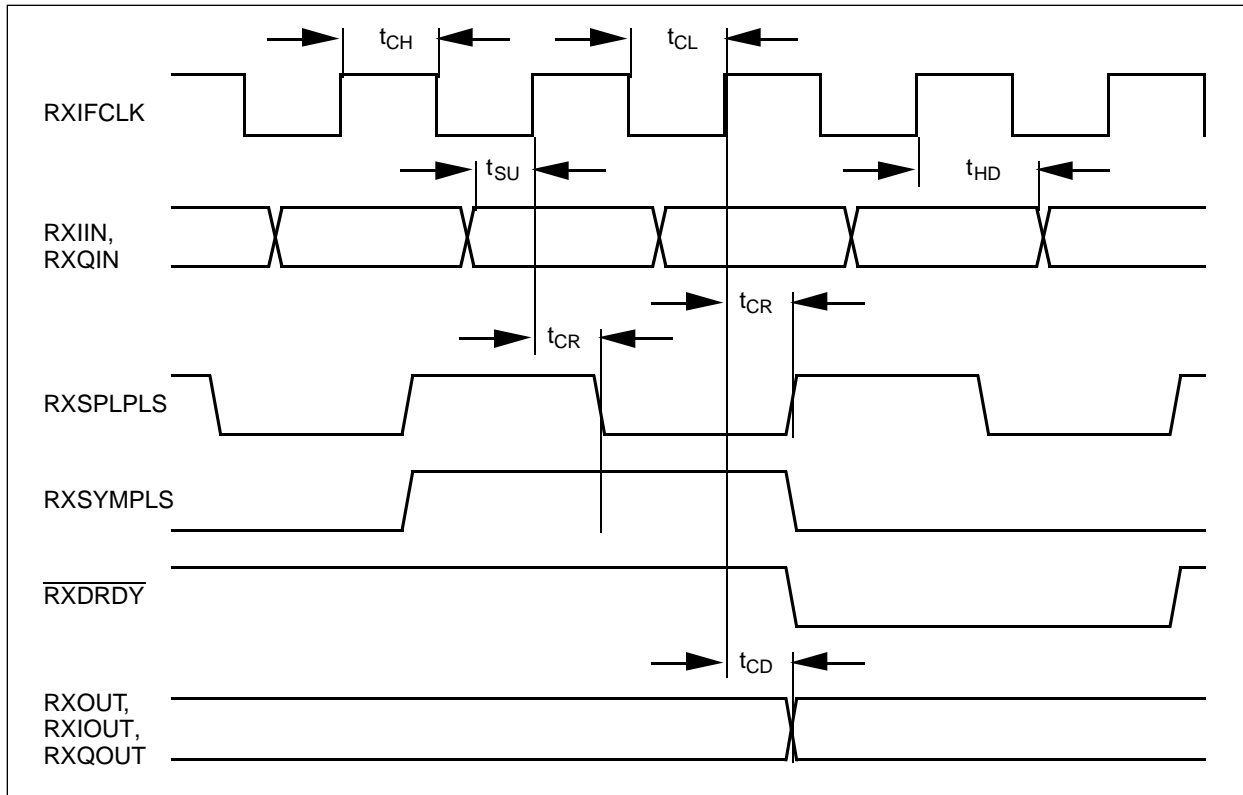 tCH
tCL
RXIFCLK
tSU
tHD
RXIIN,
RXQIN
tCR
tCR
RXSPLPLS
RXSYMPLS
RXDRDY
tCD
RXOUT,
RXIOUT,
RXQOUT